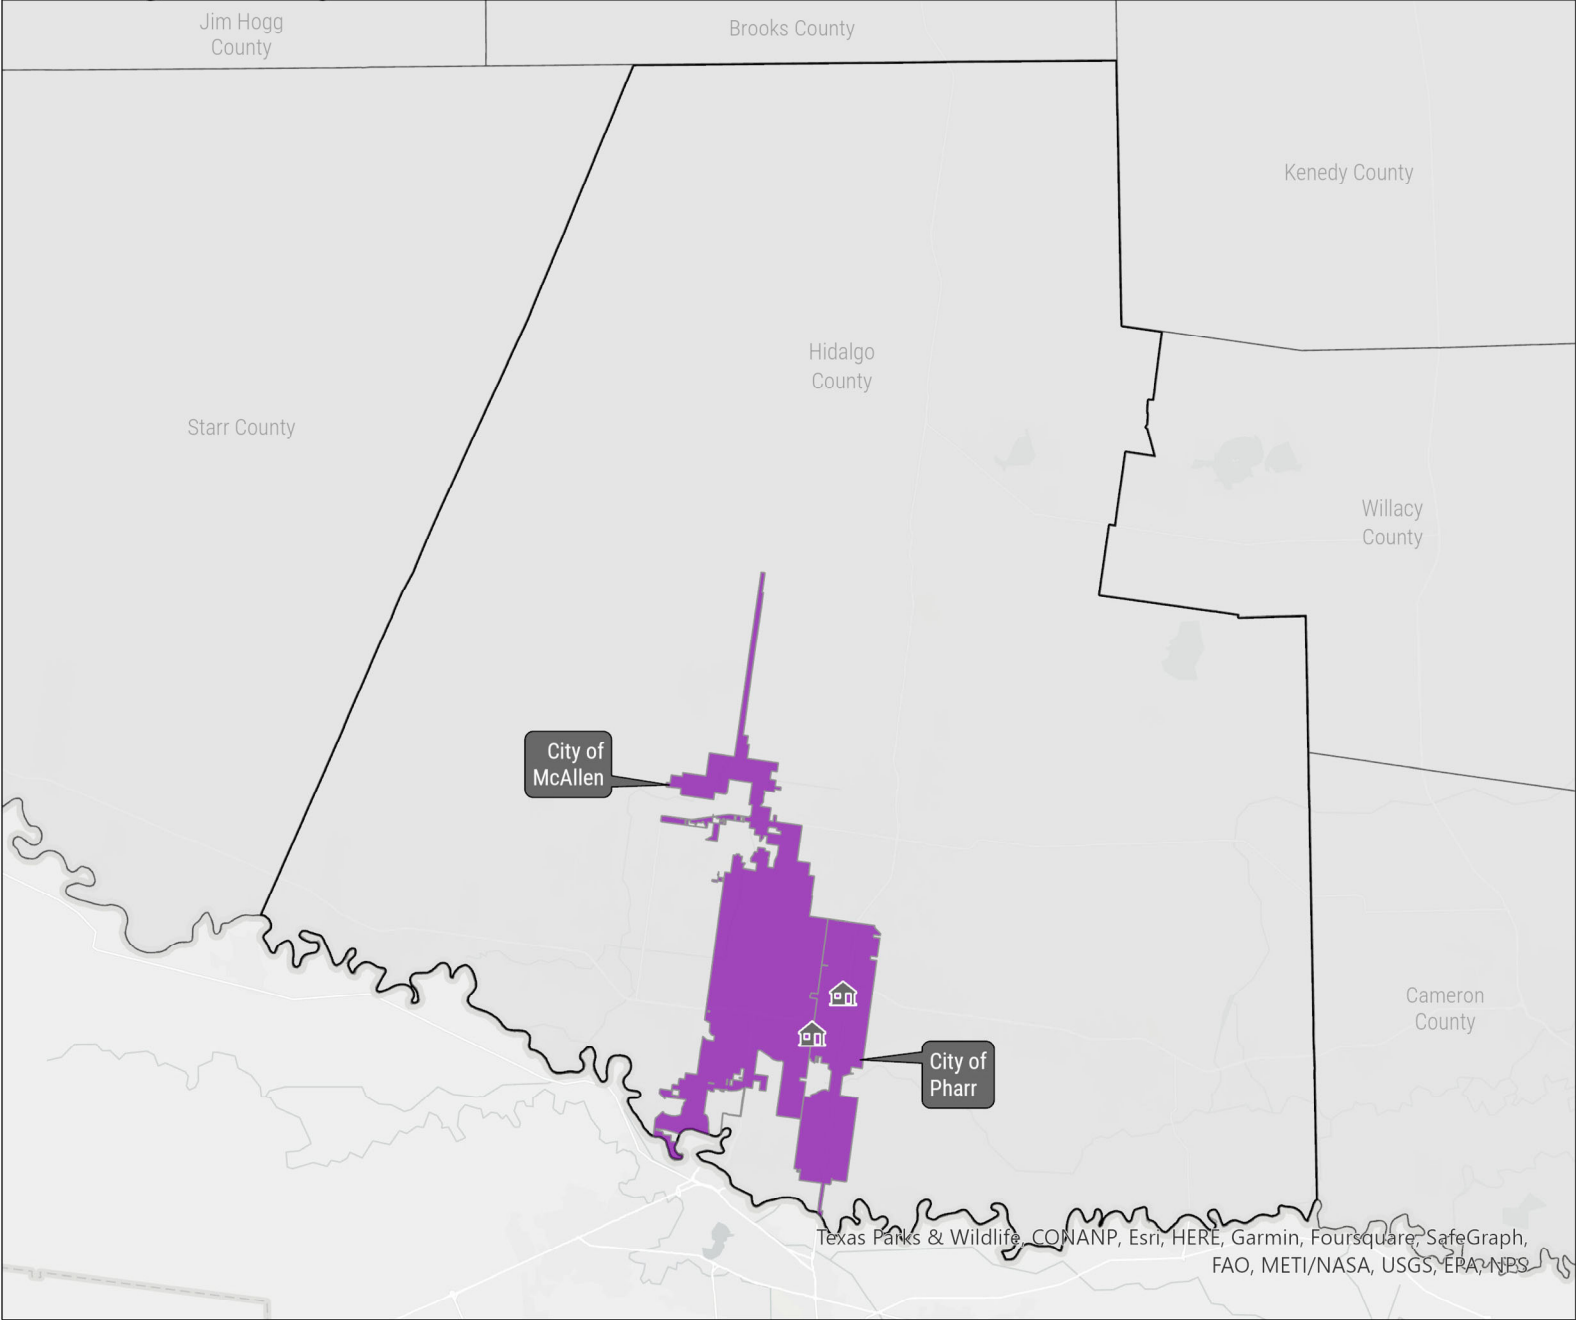 Jim Hogg
County
Brooks County
Kenedy County
Hidalgo
County
Starr County
Willacy
County
City of
McAllen
Cameron
County
City of
Pharr
Texas Parks & Wildlife, CONANP, Esri, HERE, Garmin, Foursquare, SafeGraph,
FAO, METI/NASA, USGS, EPA, NPS